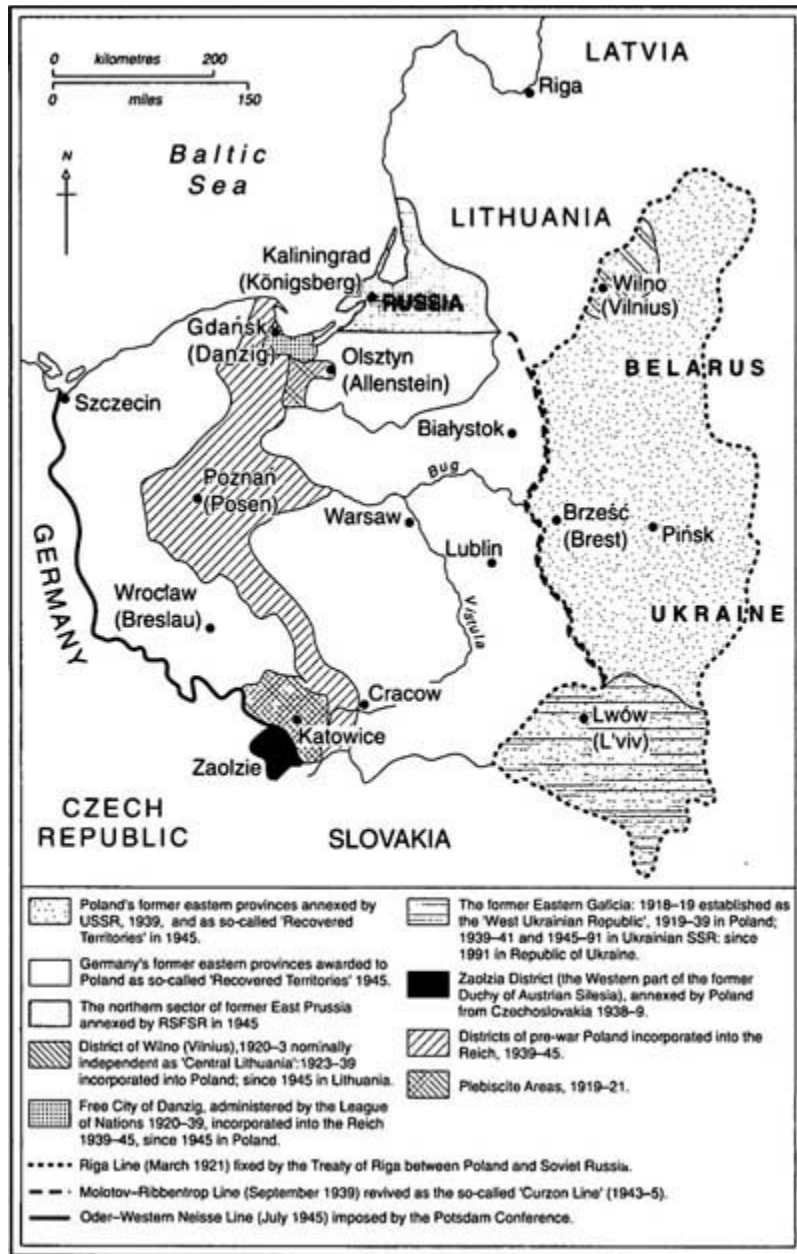 kilometres
0 200
0 miles 150
LATVIA
Riga
N
Baltic
Sea
LITHUANIA
Kaliningrad
(Königsberg)
RUSSIA
Wilno
(Vilnius)
Gdańsk
(Danzig)
Olsztyn
(Allenstein)
BELARUS
Szczecin
Białystok
Bug
Poznań
(Posen)
Warsaw
Brześć
(Brest)
Pińsk
Lublin
GERMANY
Wrocław
(Breslau)
Vistula
UKRAINE
Cracow
Katowice
Lwów
(L'viv)
Zaolzie
CZECH
REPUBLIC
SLOVAKIA
Poland's former eastern provinces annexed by
USSR, 1939, and as so-called 'Recovered
Territories' in 1945.
Germany's former eastern provinces awarded to
Poland as so-called 'Recovered Territories' 1945.
The northern sector of former East Prussia
annexed by RSFSR in 1945
District of Wilno (Vilnius),1920–3 nominally
independent as 'Central Lithuania':1923–39
incorporated into Poland; since 1945 in Lithuania.
Free City of Danzig, administered by the League
of Nations 1920–39, incorporated into the Reich
1939–45, since 1945 in Poland.
The former Eastern Galicia: 1918–19 established as
the 'West Ukrainian Republic', 1919–39 in Poland;
1939–41 and 1945–91 in Ukrainian SSR: since
1991 in Republic of Ukraine.
Zaolzia District (the Western part of the former
Duchy of Austrian Silesia), annexed by Poland
from Czechoslovakia 1938–9.
Districts of pre-war Poland incorporated into the
Reich, 1939–45.
Plebiscite Areas, 1919–21.
Riga Line (March 1921) fixed by the Treaty of Riga between Poland and Soviet Russia.
Molotov–Ribbentrop Line (September 1939) revived as the so-called 'Curzon Line' (1943–5).
Oder–Western Neisse Line (July 1945) imposed by the Potsdam Conference.